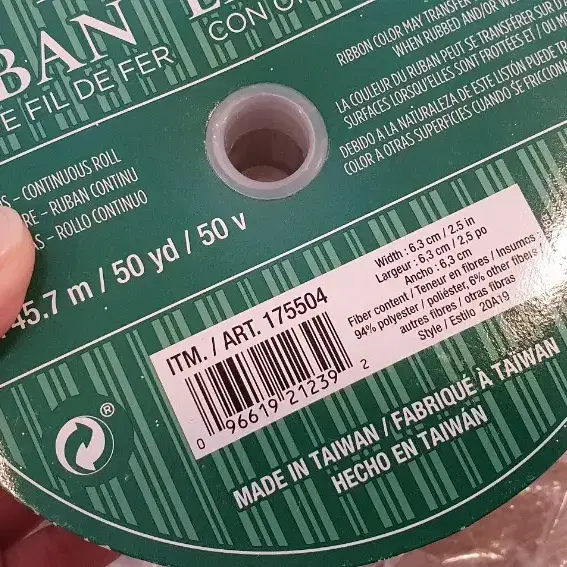 BAN
E FIL DE FER
CON
RIBBON COLOR MAY TRANSFER
WHEN RUBBED AND/OR WE
LA COULEUR DU RUBAN PEUT SE TRANSFÉRER SUR D
SURFACES LORSQU'ELLES SONT FROTTÉES ET / OU M
DEBIDO A LA NATURALEZA DE ESTE LISTÓN PUEDE TR
COLOR A OTRAS SUPERFICIES CUANDO SE FRICCIONA
S – CONTINUOUS ROLL
RE – RUBAN CONTINU
S – ROLLO CONTINUO
45.7 m / 50 yd / 50 v
ITM. / ART. 175504
0 96619 21239 2
Width : 6.3 cm / 2.5 in
Largeur : 6.3 cm / 2.5 po
Ancho : 6.3 cm
Fiber content / Teneur en fibres / Insumos :
94% polyester / poliéster, 6% other fibers
autres fibres / otras fibras
Style / Estilo 20A19
®
MADE IN TAIWAN / FABRIQUÉ À TAIWAN
HECHO EN TAIWÁN